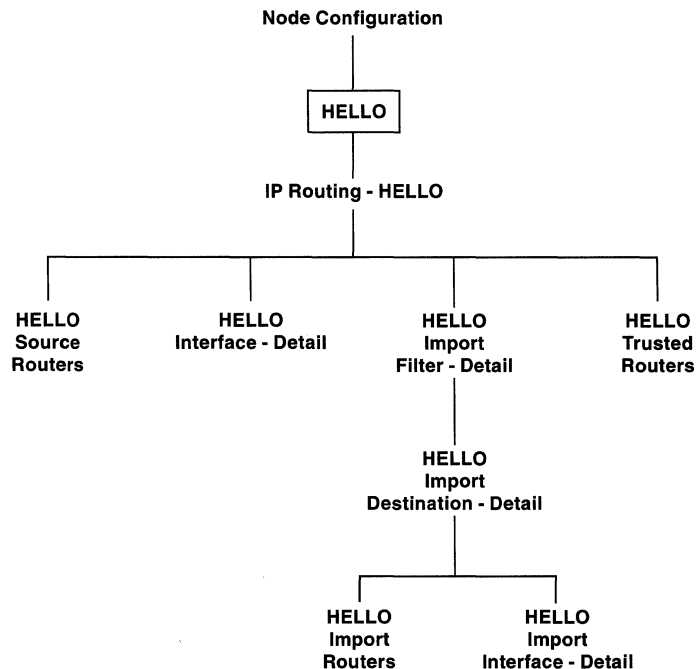 Node Configuration
HELLO
IP Routing - HELLO
HELLO
Source
Routers
HELLO
Interface - Detail
HELLO
Import
Filter - Detail
HELLO
Trusted
Routers
HELLO
Import
Destination - Detail
HELLO
Import
Routers
HELLO
Import
Interface - Detail